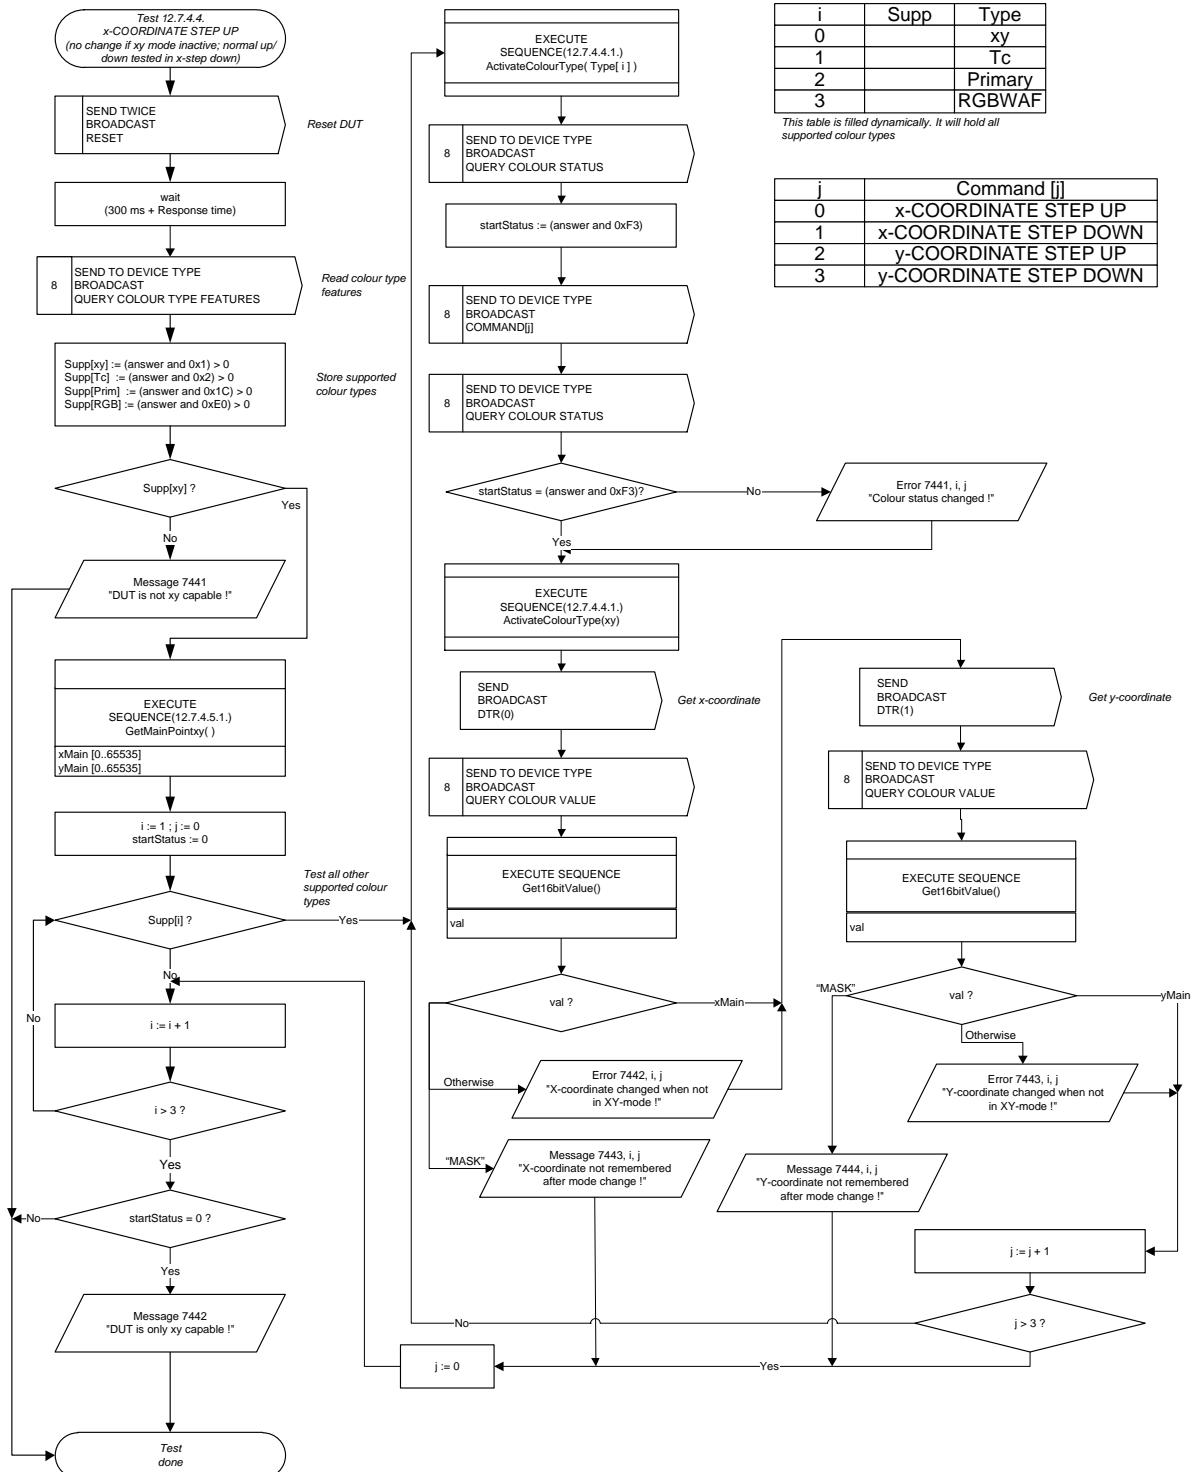 Test 12.7.4.4.
x-COORDINATE STEP UP
(no change if xy mode inactive; normal up/
down tested in x-step down)
SEND TWICE
BROADCAST
RESET
Reset DUT
wait
(300 ms + Response time)
8
SEND TO DEVICE TYPE
BROADCAST
QUERY COLOUR TYPE FEATURES
Read colour type
features
Supp[xy] := (answer and 0x1) > 0
Supp[Tc] := (answer and 0x2) > 0
Supp[Prim] := (answer and 0x1C) > 0
Supp[RGB] := (answer and 0xE0) > 0
Store supported
colour types
Supp[xy] ?
Yes
No
Message 7441
"DUT is not xy capable !"
EXECUTE
SEQUENCE(12.7.4.5.1.)
GetMainPointxy( )
xMain [0..65535]
yMain [0..65535]
i := 1 ; j := 0
startStatus := 0
Test all other
supported colour
types
Supp[i] ?
Yes
No
No
i := i + 1
i > 3 ?
Yes
No
startStatus = 0 ?
Yes
Message 7442
"DUT is only xy capable !"
Test
done
EXECUTE
SEQUENCE(12.7.4.4.1.)
ActivateColourType( Type[ i ] )
8
SEND TO DEVICE TYPE
BROADCAST
QUERY COLOUR STATUS
startStatus := (answer and 0xF3)
8
SEND TO DEVICE TYPE
BROADCAST
COMMAND[j]
8
SEND TO DEVICE TYPE
BROADCAST
QUERY COLOUR STATUS
startStatus = (answer and 0xF3)?
No
Error 7441, i, j
"Colour status changed !"
Yes
EXECUTE
SEQUENCE(12.7.4.4.1.)
ActivateColourType(xy)
SEND
BROADCAST
DTR(0)
Get x-coordinate
8
SEND TO DEVICE TYPE
BROADCAST
QUERY COLOUR VALUE
EXECUTE SEQUENCE
Get16bitValue()
val
val ?
xMain
Otherwise
Error 7442, i, j
"X-coordinate changed when not
in XY-mode !"
“MASK”
Message 7443, i, j
"X-coordinate not remembered
after mode change !"
SEND
BROADCAST
DTR(1)
Get y-coordinate
8
SEND TO DEVICE TYPE
BROADCAST
QUERY COLOUR VALUE
EXECUTE SEQUENCE
Get16bitValue()
val
“MASK”
val ?
yMain
Otherwise
Error 7443, i, j
"Y-coordinate changed when not
in XY-mode !"
Message 7444, i, j
"Y-coordinate not remembered
after mode change !"
j := j + 1
j > 3 ?
No
Yes
j := 0
i Supp Type
0 xy
1 Tc
2 Primary
3 RGBWAF
This table is filled dynamically. It will hold all
supported colour types
j Command [j]
0 x-COORDINATE STEP UP
1 x-COORDINATE STEP DOWN
2 y-COORDINATE STEP UP
3 y-COORDINATE STEP DOWN